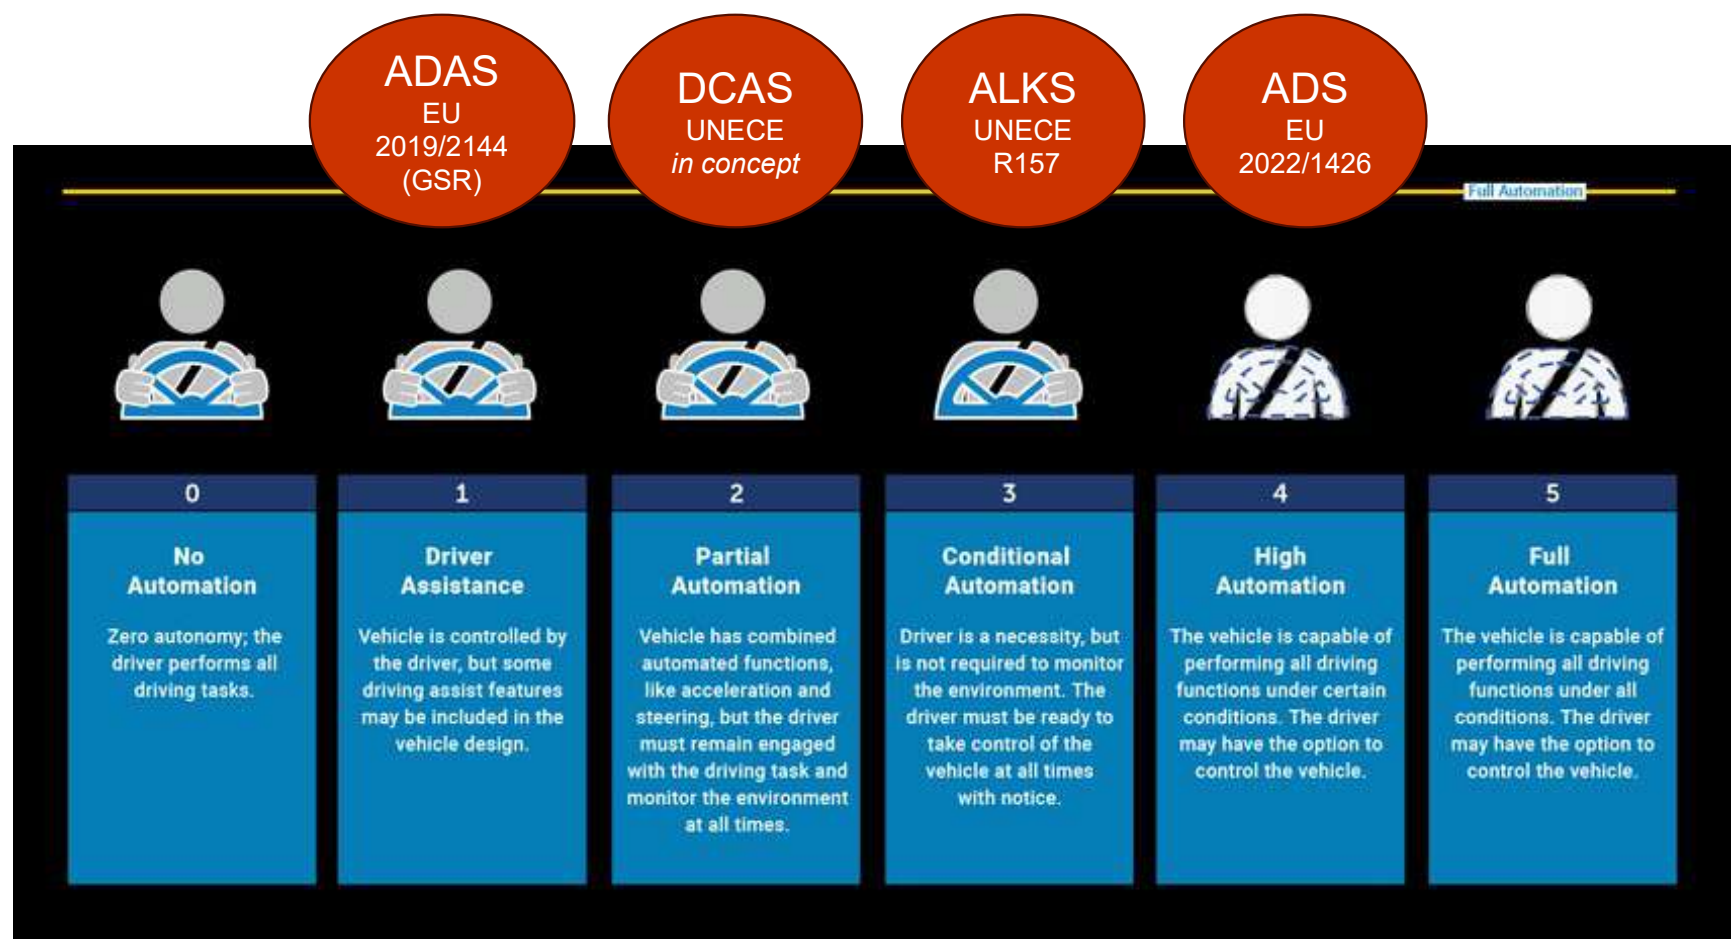 ADAS
EU
2019/2144
(GSR)
DCAS
UNECE
in concept
ALKS
UNECE
R157
ADS
EU
2022/1426
Full Automation
0
No
Automation
Zero autonomy; the
driver performs all
driving tasks.
1
Driver
Assistance
Vehicle is controlled by
the driver, but some
driving assist features
may be included in the
vehicle design.
2
Partial
Automation
Vehicle has combined
automated functions,
like acceleration and
steering, but the driver
must remain engaged
with the driving task and
monitor the environment
at all times.
3
Conditional
Automation
Driver is a necessity, but
is not required to monitor
the environment. The
driver must be ready to
take control of the
vehicle at all times
with notice.
4
High
Automation
The vehicle is capable of
performing all driving
functions under certain
conditions. The driver
may have the option to
control the vehicle.
5
Full
Automation
The vehicle is capable of
performing all driving
functions under all
conditions. The driver
may have the option to
control the vehicle.